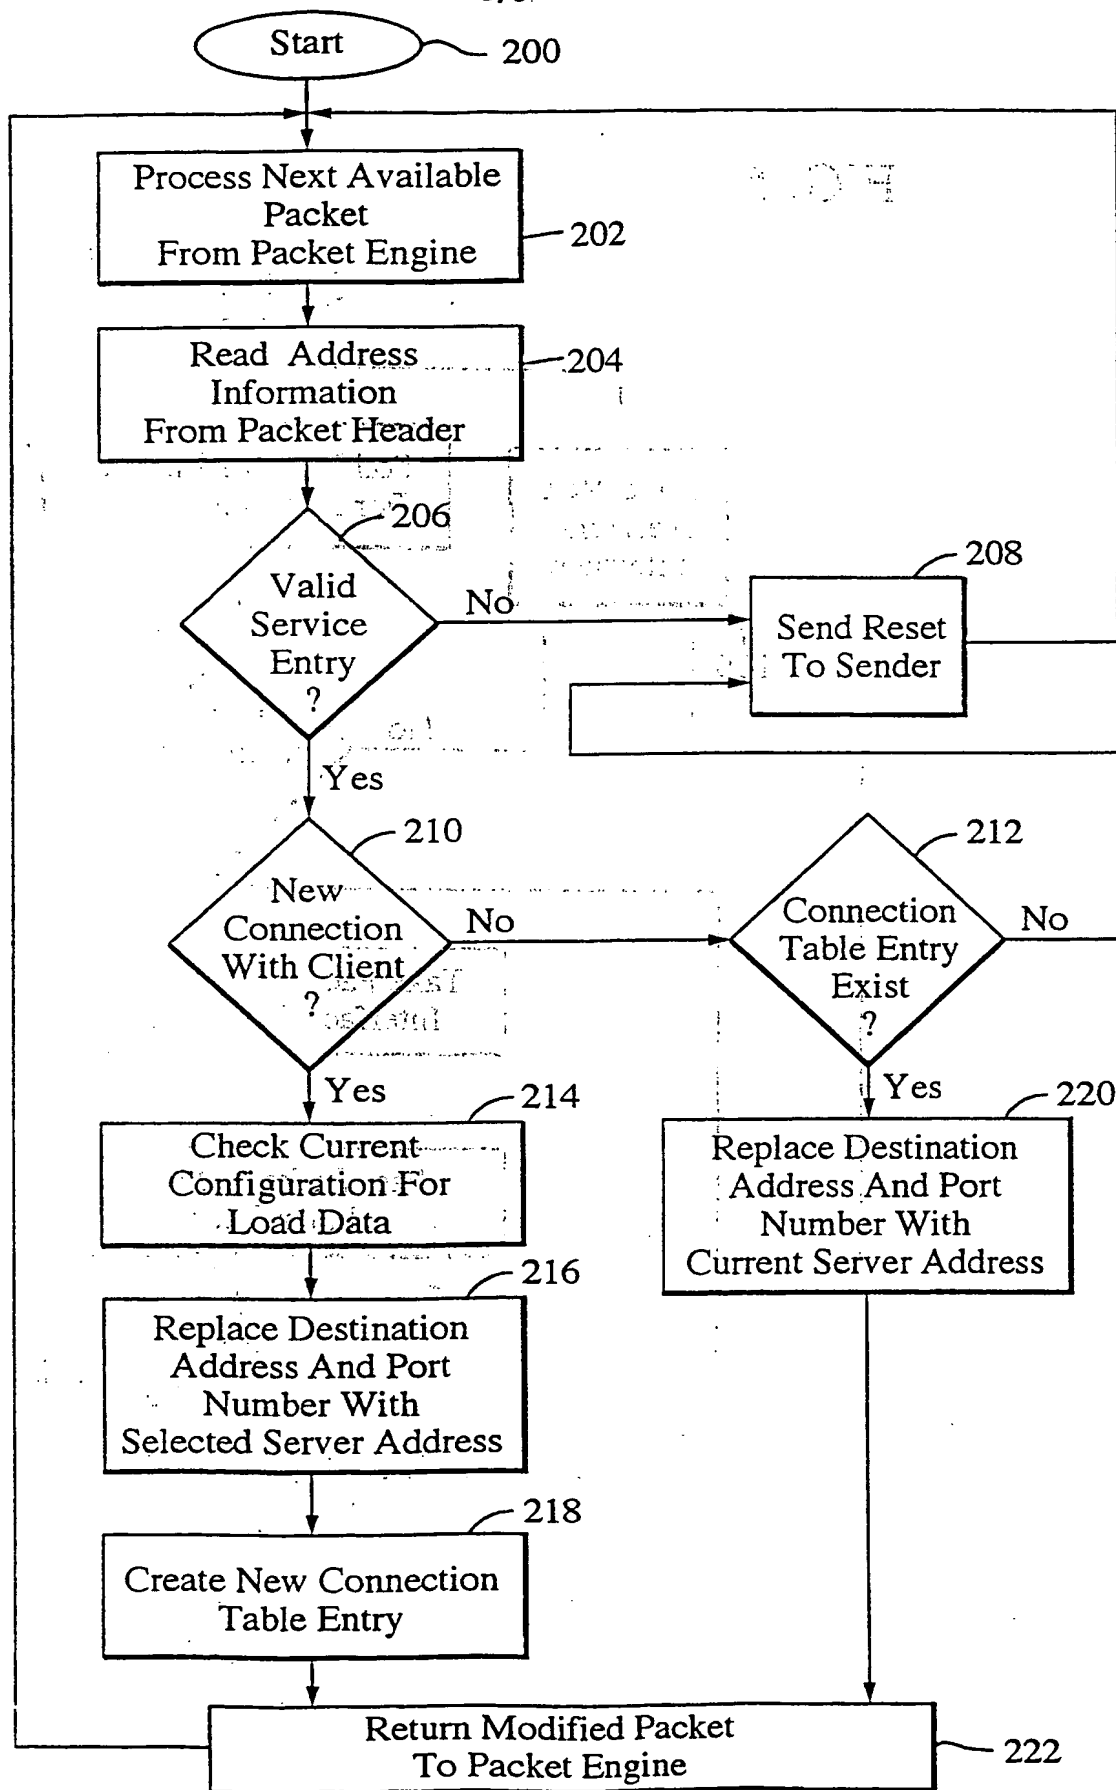 Start
200
Process Next Available
Packet
From Packet Engine
202
Read Address
Information
From Packet Header
204
206
Valid
Service
Entry
?
No
208
Send Reset
To Sender
Yes
210
New
Connection
With Client
?
No
212
Connection
Table Entry
Exist
?
No
Yes
214
Check Current
Configuration For
Load Data
Yes
220
Replace Destination
Address And Port
Number With
Current Server Address
216
Replace Destination
Address And Port
Number With
Selected Server Address
218
Create New Connection
Table Entry
Return Modified Packet
To Packet Engine
222